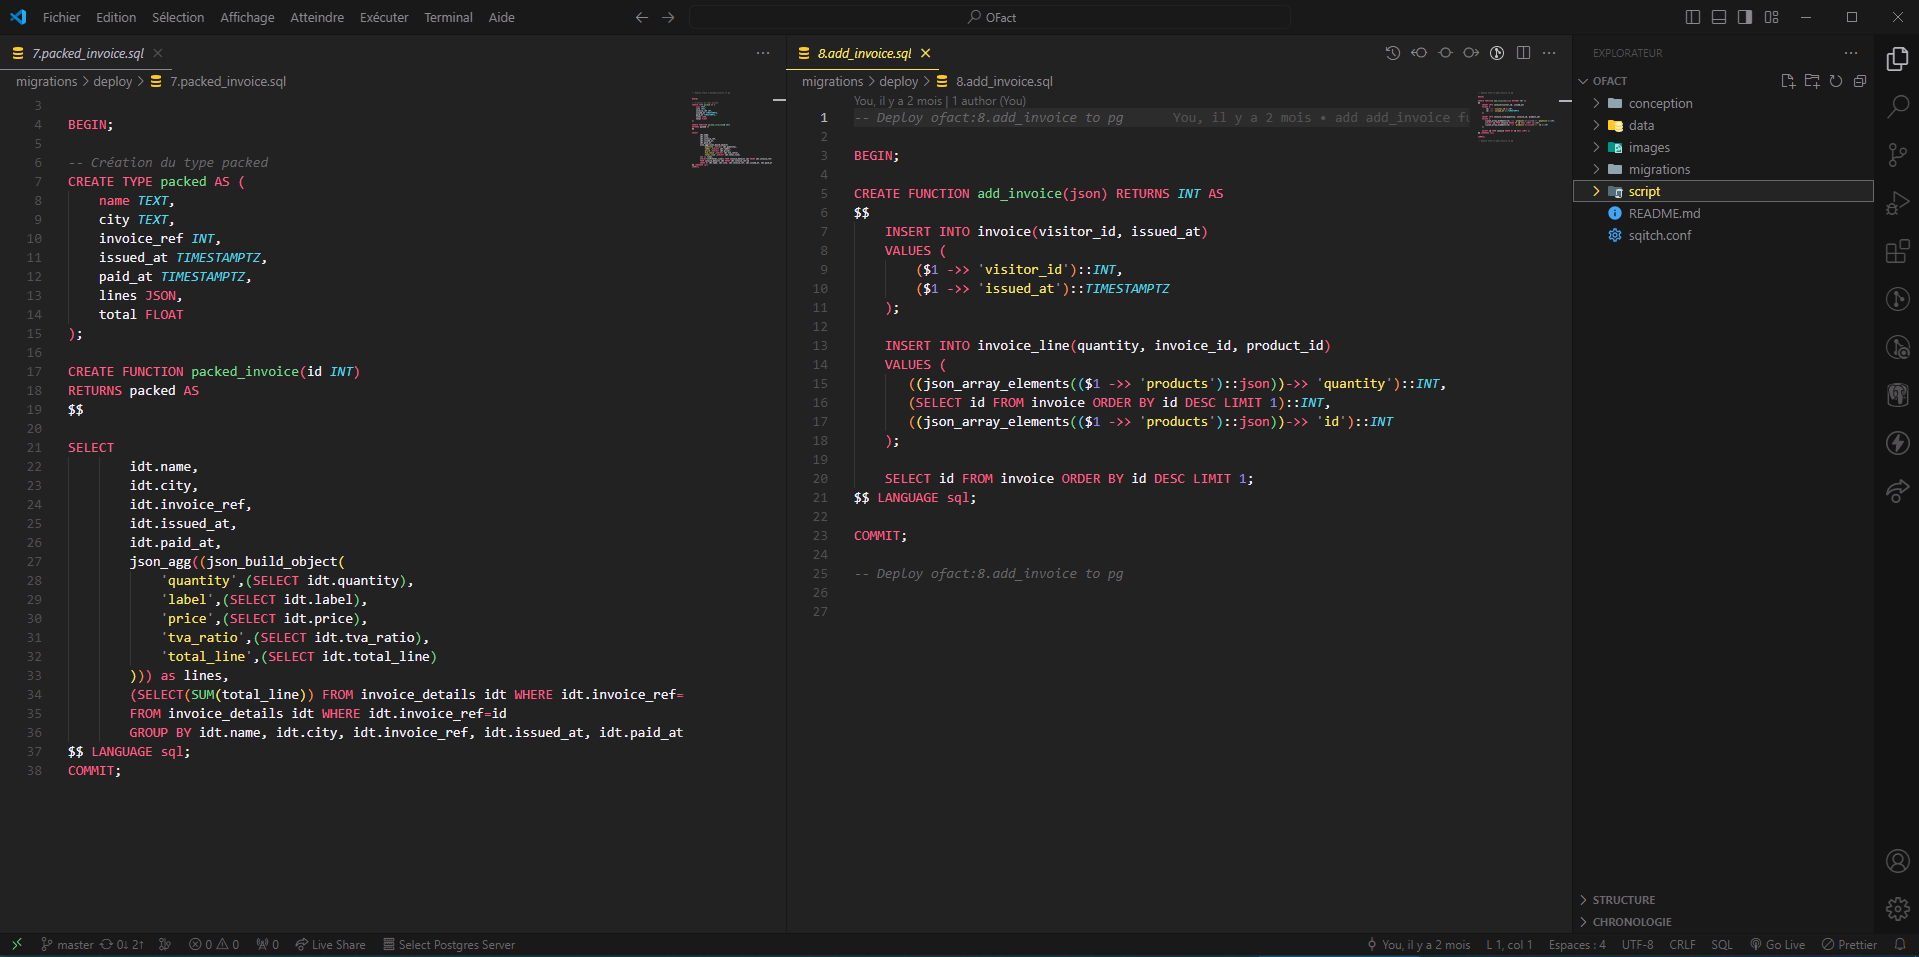 Fichier Edition Sélection Affichage Atteindre Exécuter Terminal Aide OFact
7.packed_invoice.sql
migrations > deploy > 7.packed_invoice.sql
3
4 BEGIN;
5
6 -- Création du type packed
7 CREATE TYPE packed AS (
8 name TEXT,
9 city TEXT,
10 invoice_ref INT,
11 issued_at TIMESTAMPTZ,
12 paid_at TIMESTAMPTZ,
13 lines JSON,
14 total FLOAT
15 );
16
17 CREATE FUNCTION packed_invoice(id INT)
18 RETURNS packed AS
19 $$
20
21 SELECT
22 idt.name,
23 idt.city,
24 idt.invoice_ref,
25 idt.issued_at,
26 idt.paid_at,
27 json_agg((json_build_object(
28 'quantity',(SELECT idt.quantity),
29 'label',(SELECT idt.label),
30 'price',(SELECT idt.price),
31 'tva_ratio',(SELECT idt.tva_ratio),
32 'total_line',(SELECT idt.total_line)
33 ))) as lines,
34 (SELECT(SUM(total_line)) FROM invoice_details idt WHERE idt.invoice_ref=
35 FROM invoice_details idt WHERE idt.invoice_ref=id
36 GROUP BY idt.name, idt.city, idt.invoice_ref, idt.issued_at, idt.paid_at
37 $$ LANGUAGE sql;
38 COMMIT;
8.add_invoice.sql
migrations > deploy > 8.add_invoice.sql
You, il y a 2 mois | 1 author (You)
1 -- Deploy ofact:8.add_invoice to pg You, il y a 2 mois • add add_invoice fu
2
3 BEGIN;
4
5 CREATE FUNCTION add_invoice(json) RETURNS INT AS
6 $$
7 INSERT INTO invoice(visitor_id, issued_at)
8 VALUES (
9 ($1 ->> 'visitor_id')::INT,
10 ($1 ->> 'issued_at')::TIMESTAMPTZ
11 );
12
13 INSERT INTO invoice_line(quantity, invoice_id, product_id)
14 VALUES (
15 ((json_array_elements(($1 ->> 'products')::json))->> 'quantity')::INT,
16 (SELECT id FROM invoice ORDER BY id DESC LIMIT 1)::INT,
17 ((json_array_elements(($1 ->> 'products')::json))->> 'id')::INT
18 );
19
20 SELECT id FROM invoice ORDER BY id DESC LIMIT 1;
21 $$ LANGUAGE sql;
22
23 COMMIT;
24
25 -- Deploy ofact:8.add_invoice to pg
26
27
EXPLORATEUR
OFACT
conception
data
images
migrations
script
README.md
sqitch.conf
STRUCTURE
CHRONOLOGIE
master 0↓ 2↑ 0 0 0 Live Share Select Postgres Server You, il y a 2 mois L 1, col 1 Espaces : 4 UTF-8 CRLF SQL Go Live Prettier